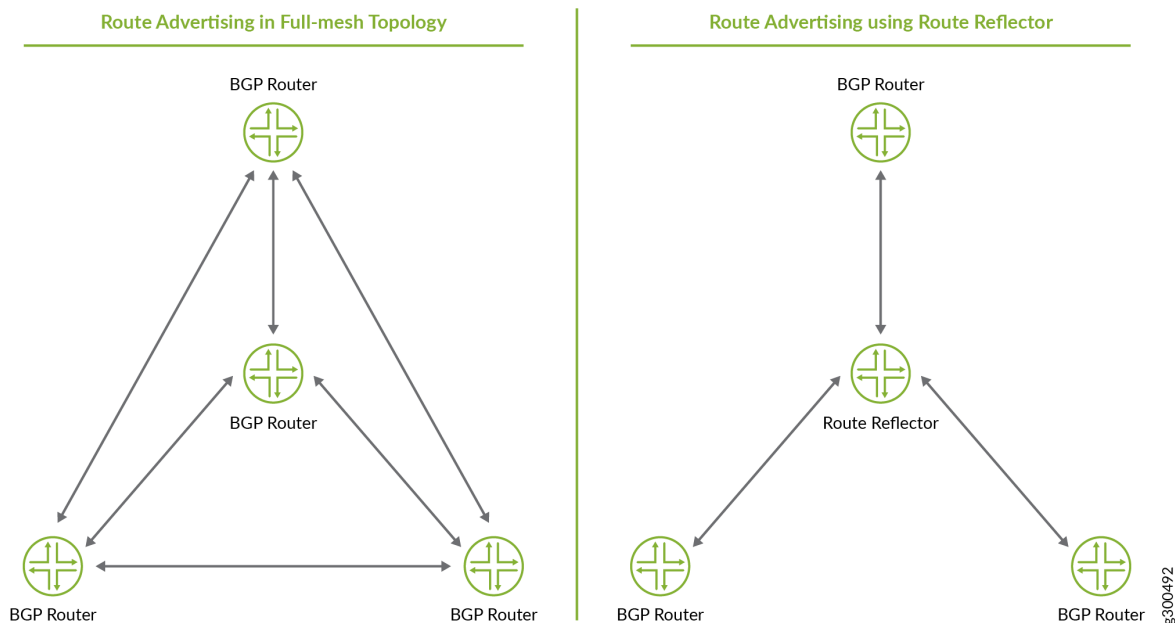 Route Advertising in Full-mesh Topology
BGP Router
BGP Router
BGP Router
BGP Router
Route Advertising using Route Reflector
BGP Router
Route Reflector
BGP Router
BGP Router
g300492